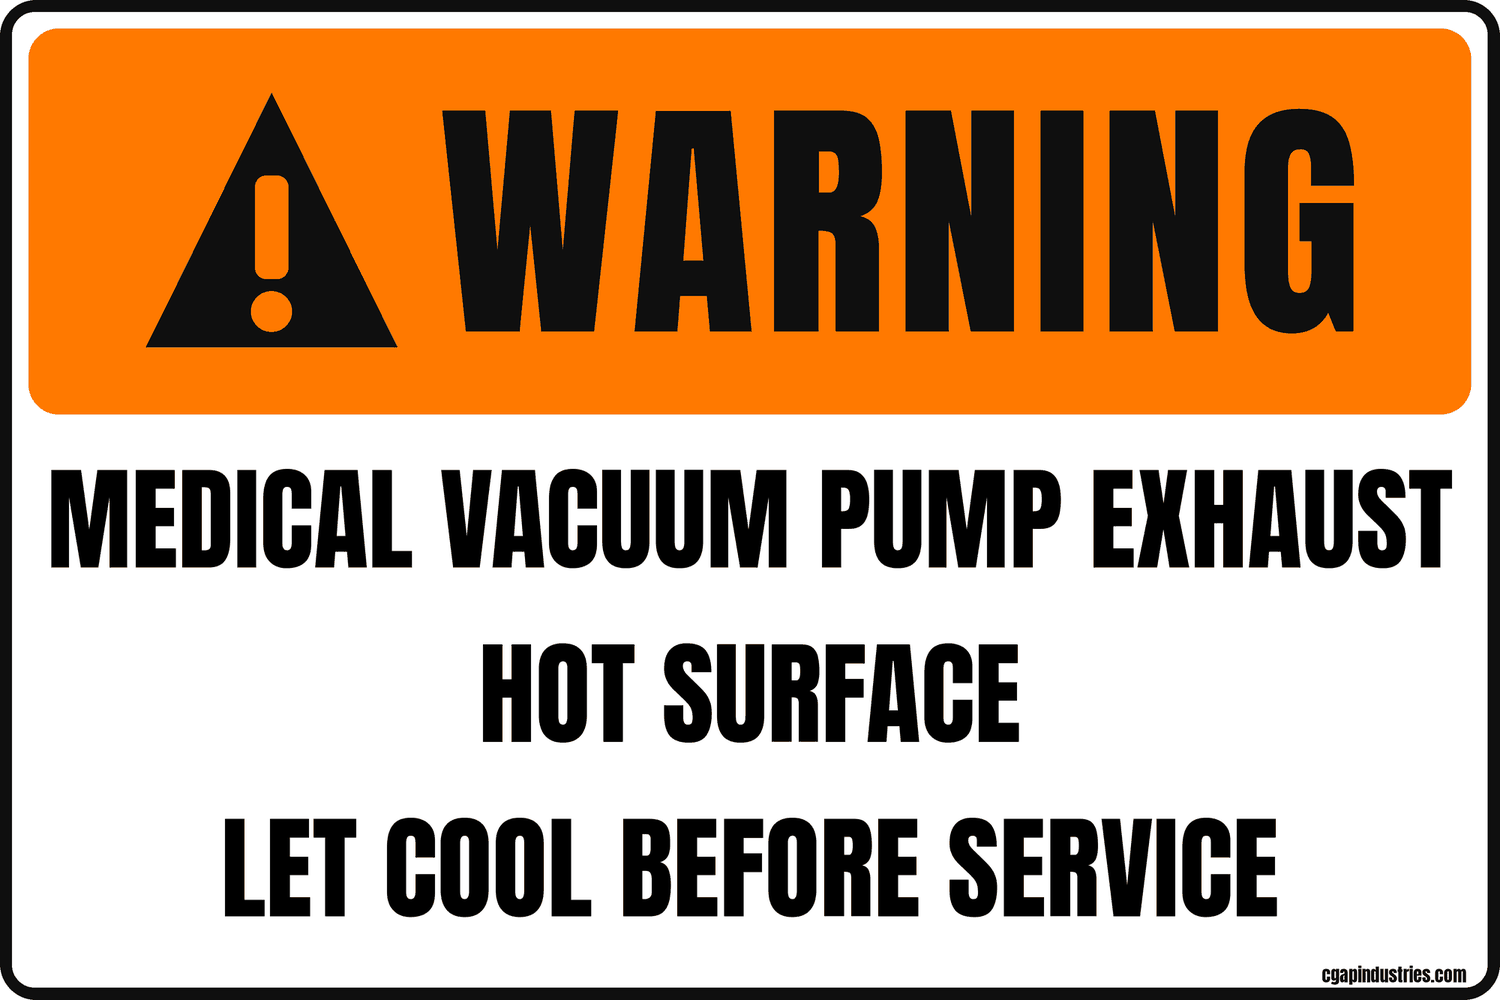 WARNING
MEDICAL VACUUM PUMP EXHAUST
HOT SURFACE
LET COOL BEFORE SERVICE
cgapindustries.com